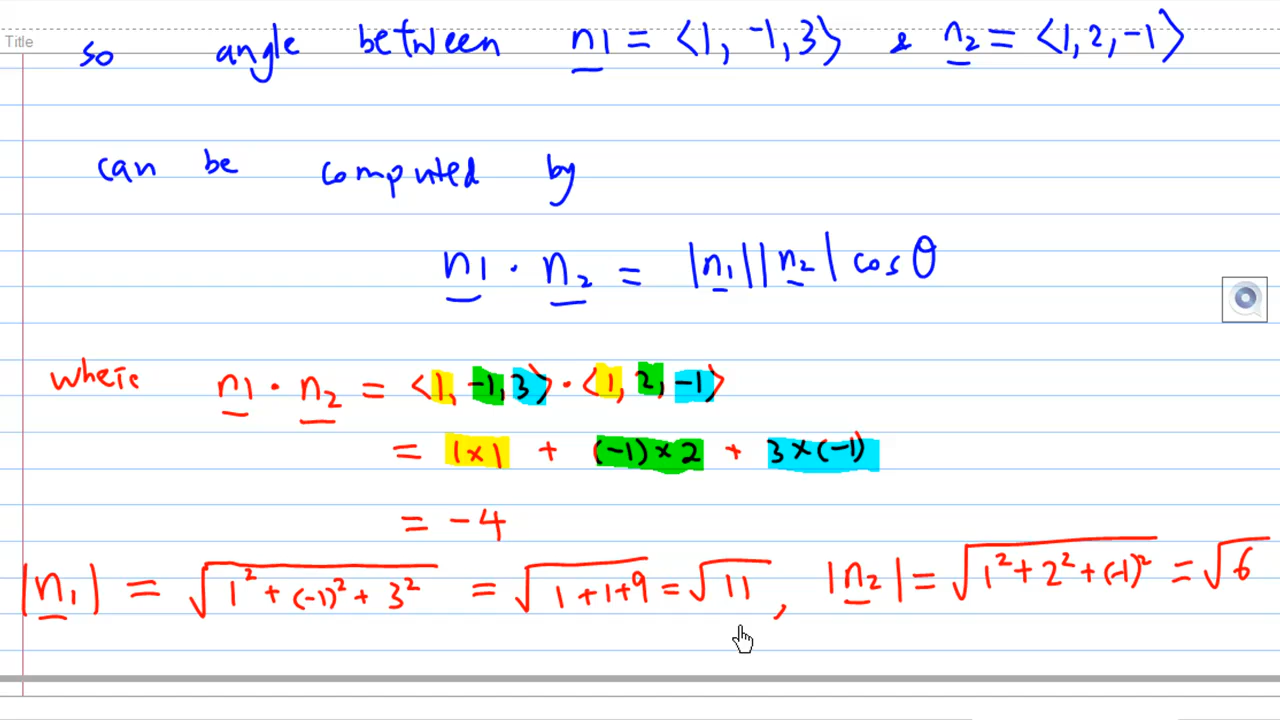 Title
so angle between n1 = ⟨1, -1, 3⟩ & n₂ = ⟨1, 2, -1⟩
can be computed by
n1 · n₂ = |n₁||n₂| cos θ
where n1 · n₂ = ⟨1, -1, 3⟩ · ⟨1, 2, -1⟩
= 1×1 + (-1)×2 + 3×(-1)
= -4
|n₁| = √(1² + (-1)² + 3²) = √(1+1+9) = √11, |n₂| = √(1² + 2² + (-1)²) = √6